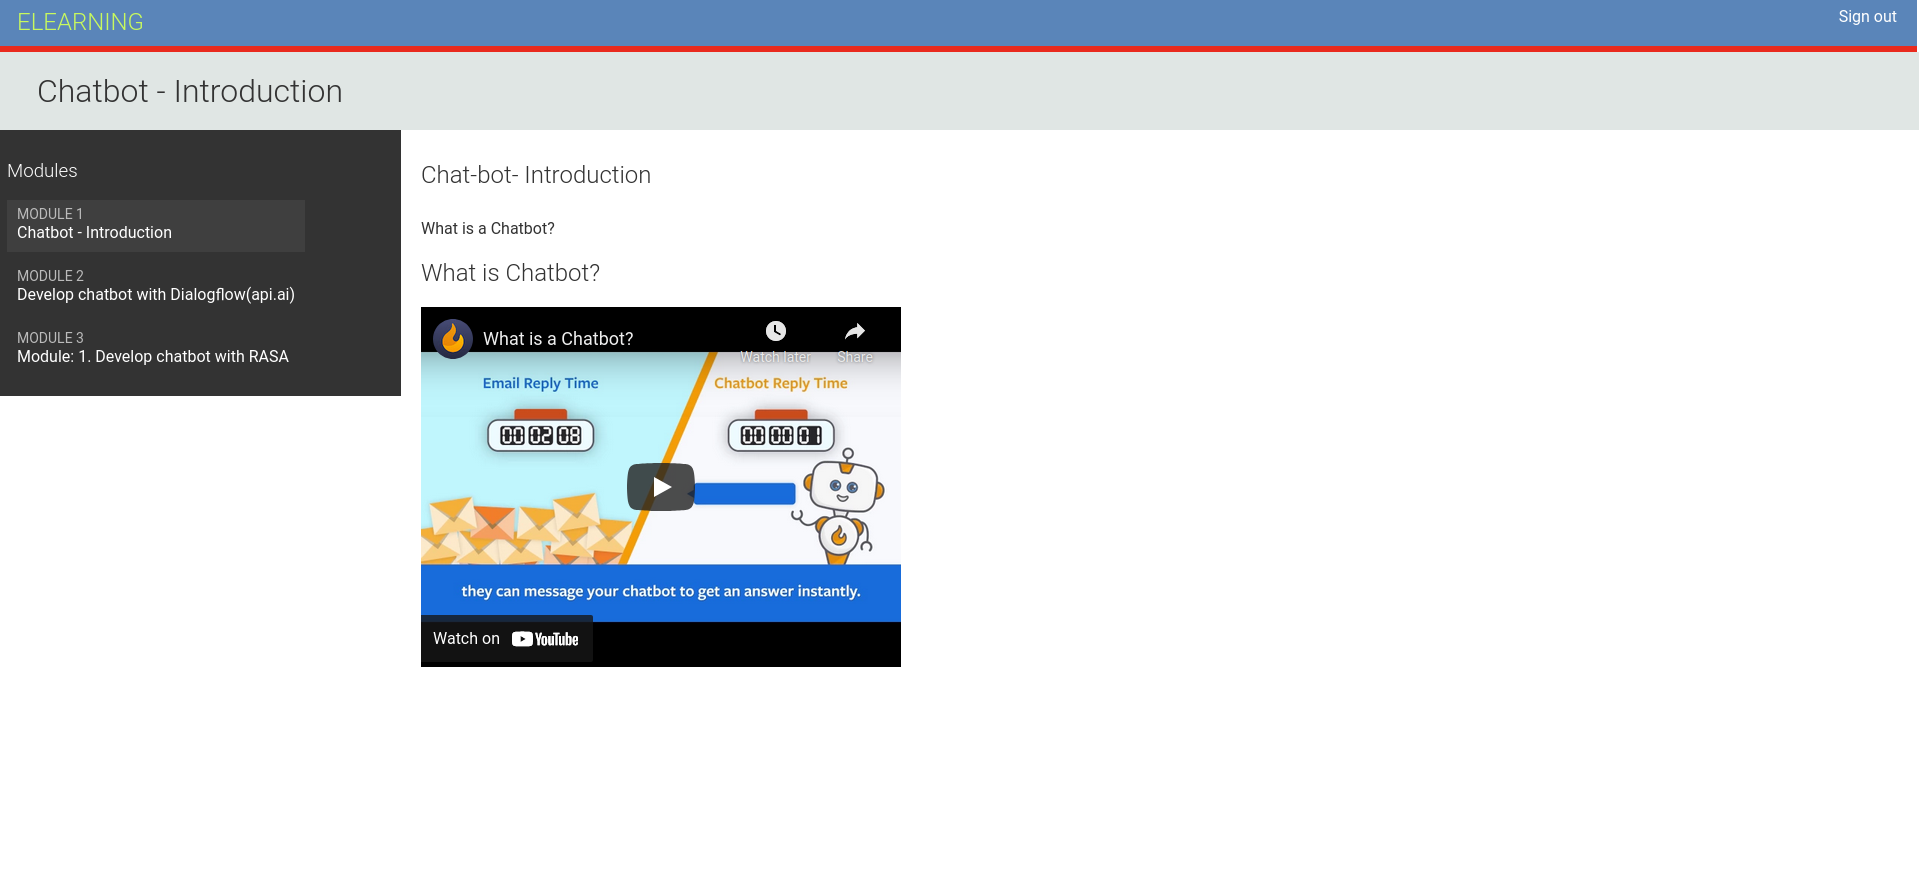 ELEARNING
Sign out
Chatbot - Introduction
Modules
MODULE 1
Chatbot - Introduction
MODULE 2
Develop chatbot with Dialogflow(api.ai)
MODULE 3
Module: 1. Develop chatbot with RASA
Chat-bot- Introduction
What is a Chatbot?
What is Chatbot?
What is a Chatbot?
Watch later
Share
Email Reply Time
Chatbot Reply Time
00 02 08
00 00 01
they can message your chatbot to get an answer instantly.
Watch on YouTube